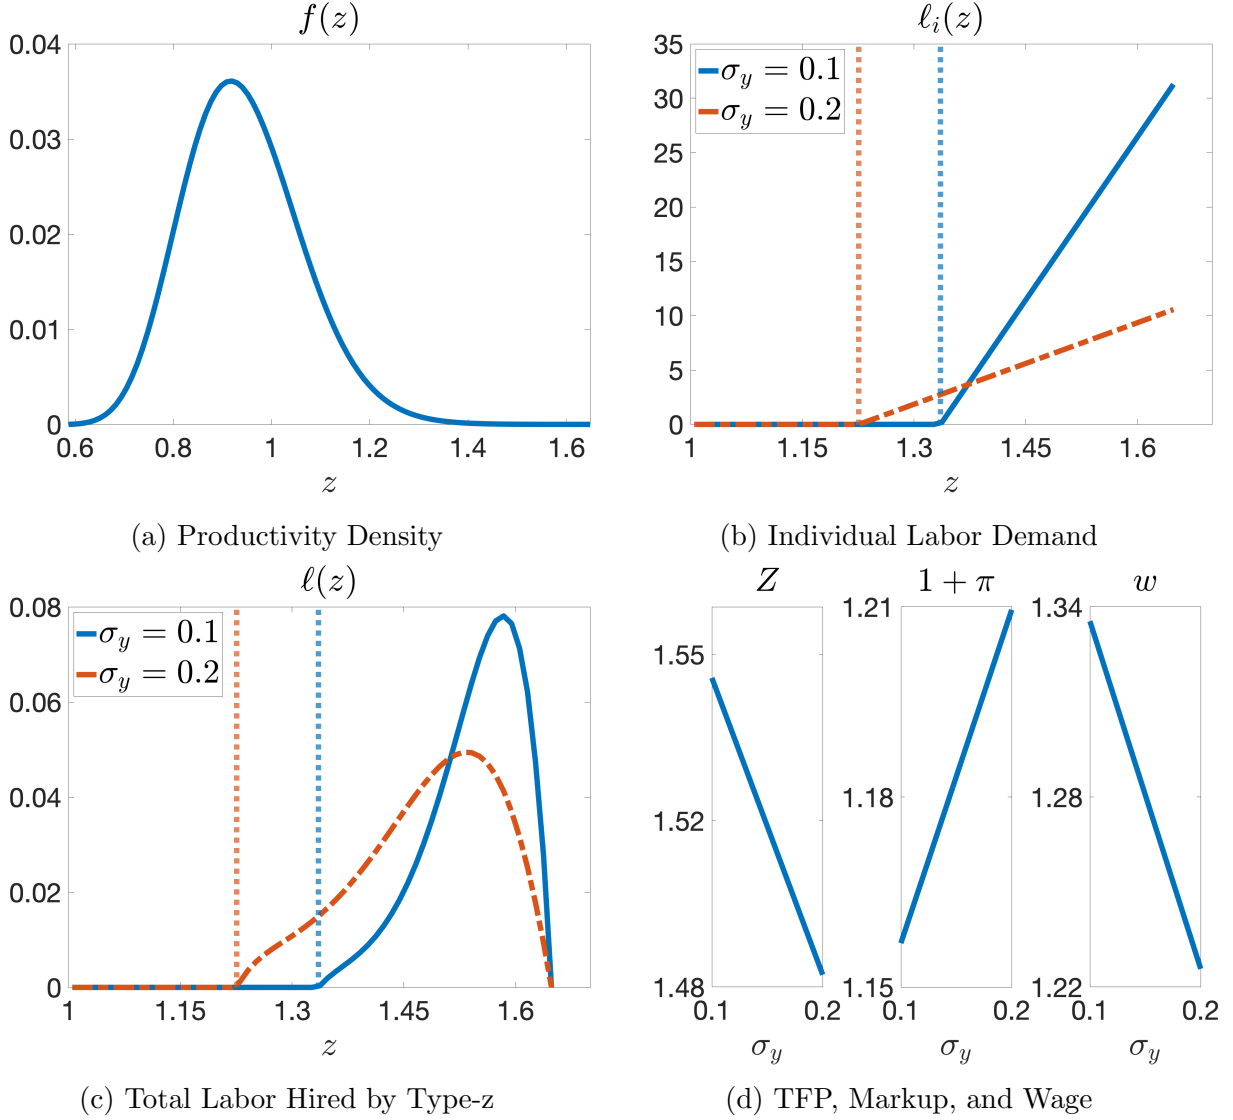 f(z)
0.04
0.03
0.02
0.01
0
0.6 0.8 1 1.2 1.4 1.6
z
(a) Productivity Density
ℓ_i(z)
35
30
25
20
15
10
5
0
σ_y = 0.1
σ_y = 0.2
1 1.15 1.3 1.45 1.6
z
(b) Individual Labor Demand
ℓ(z)
0.08
0.06
0.04
0.02
0
σ_y = 0.1
σ_y = 0.2
1 1.15 1.3 1.45 1.6
z
(c) Total Labor Hired by Type-z
Z
1.55
1.52
1.48
0.1 0.2
σ_y
1 + π
1.21
1.18
1.15
0.1 0.2
σ_y
w
1.34
1.28
1.22
0.1 0.2
σ_y
(d) TFP, Markup, and Wage